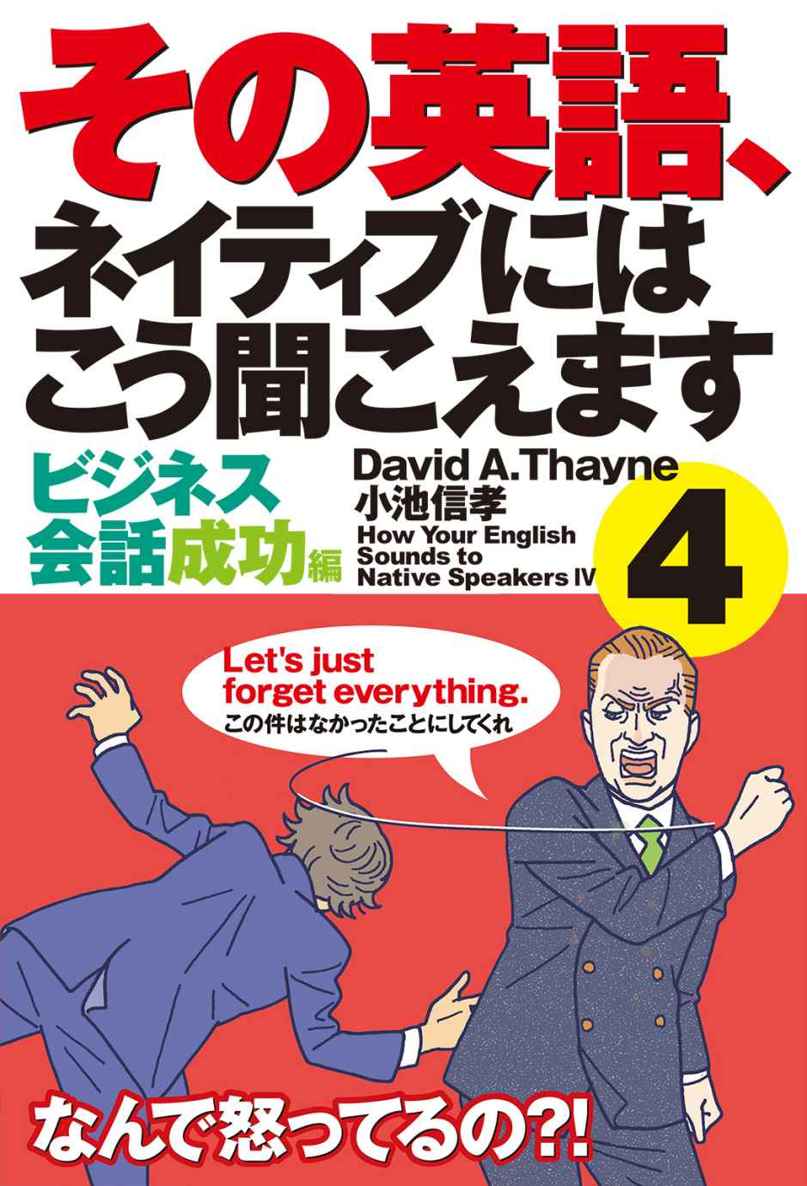 その英語、
ネイティブには
こう聞こえます
ビジネス
会話成功編
David A.Thayne
小池信孝
How Your English
Sounds to
Native Speakers IV
4
Let's just
forget everything.
この件はなかったことにしてくれ
なんで怒ってるの?!